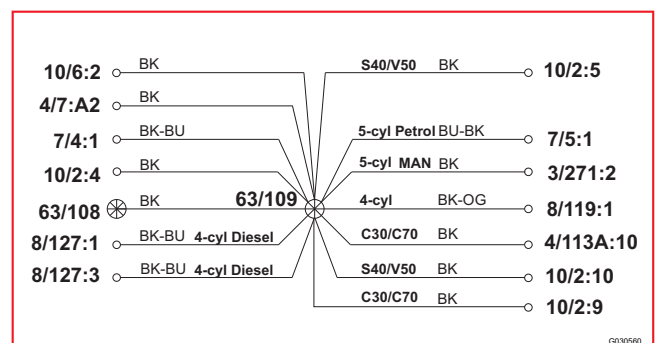 10/6:2 BK S40/V50 BK 10/2:5
4/7:A2 BK
7/4:1 BK-BU 5-cyl Petrol BU-BK 7/5:1
10/2:4 BK 5-cyl MAN BK 3/271:2
63/108 BK 63/109 4-cyl BK-OG 8/119:1
8/127:1 BK-BU 4-cyl Diesel C30/C70 BK 4/113A:10
8/127:3 BK-BU 4-cyl Diesel S40/V50 BK 10/2:10
C30/C70 BK 10/2:9
G030560